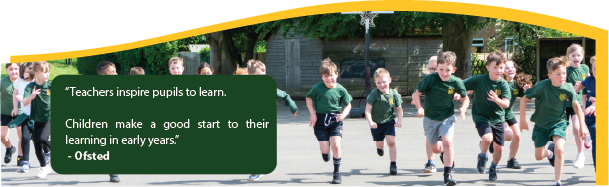 “Teachers inspire pupils to learn.
Children make a good start to their
learning in early years.”
- Ofsted